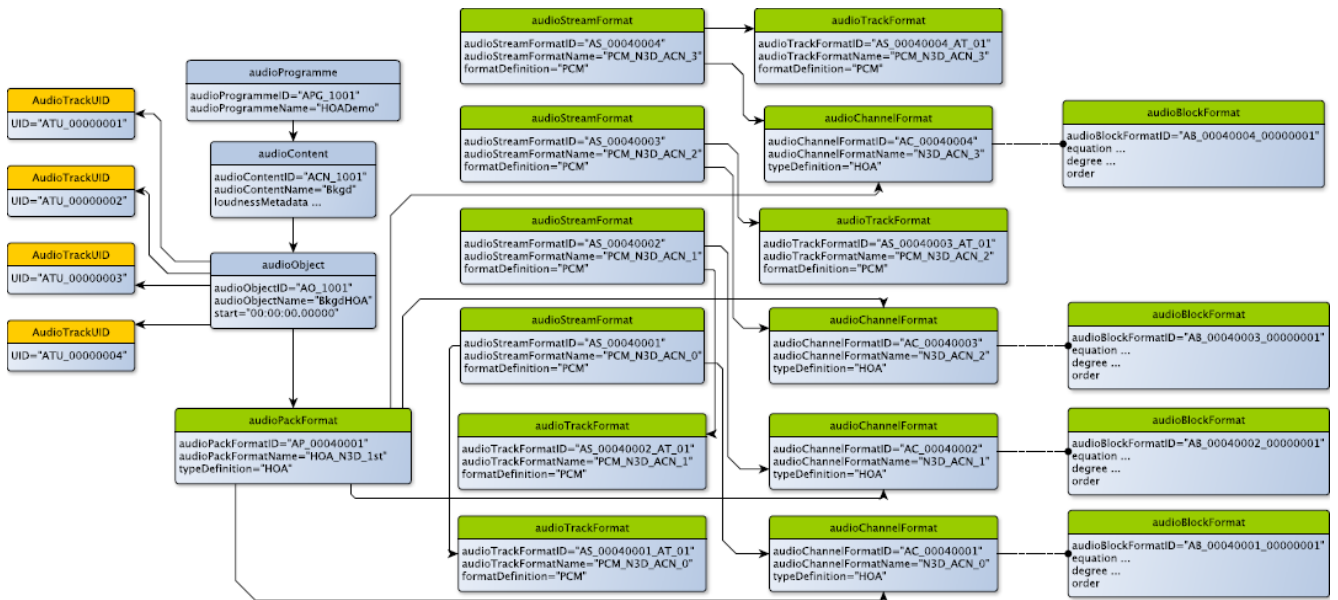 audioProgramme
audioProgrammeID="APG_1001"
audioProgrammeName="HOADemo"
AudioTrackUID
UID="ATU_00000001"
AudioTrackUID
UID="ATU_00000002"
AudioTrackUID
UID="ATU_00000003"
AudioTrackUID
UID="ATU_00000004"
audioContent
audioContentID="ACN_1001"
audioContentName="Bkgd"
loudnessMetadata ...
audioObject
audioObjectID="AO_1001"
audioObjectName="BkgdHOA"
start="00:00:00.00000"
audioPackFormat
audioPackFormatID="AP_00040001"
audioPackFormatName="HOA_N3D_1st"
typeDefinition="HOA"
audioStreamFormat
audioStreamFormatID="AS_00040004"
audioStreamFormatName="PCM_N3D_ACN_3"
formatDefinition="PCM"
audioStreamFormat
audioStreamFormatID="AS_00040003"
audioStreamFormatName="PCM_N3D_ACN_2"
formatDefinition="PCM"
audioStreamFormat
audioStreamFormatID="AS_00040002"
audioStreamFormatName="PCM_N3D_ACN_1"
formatDefinition="PCM"
audioStreamFormat
audioStreamFormatID="AS_00040001"
audioStreamFormatName="PCM_N3D_ACN_0"
formatDefinition="PCM"
audioTrackFormat
audioTrackFormatID="AS_00040002_AT_01"
audioTrackFormatName="PCM_N3D_ACN_1"
formatDefinition="PCM"
audioTrackFormat
audioTrackFormatID="AS_00040001_AT_01"
audioTrackFormatName="PCM_N3D_ACN_0"
formatDefinition="PCM"
audioTrackFormat
audioTrackFormatID="AS_00040004_AT_01"
audioTrackFormatName="PCM_N3D_ACN_3"
formatDefinition="PCM"
audioChannelFormat
audioChannelFormatID="AC_00040004"
audioChannelFormatName="N3D_ACN_3"
typeDefinition="HOA"
audioTrackFormat
audioTrackFormatID="AS_00040003_AT_01"
audioTrackFormatName="PCM_N3D_ACN_2"
formatDefinition="PCM"
audioChannelFormat
audioChannelFormatID="AC_00040003"
audioChannelFormatName="N3D_ACN_2"
typeDefinition="HOA"
audioChannelFormat
audioChannelFormatID="AC_00040002"
audioChannelFormatName="N3D_ACN_1"
typeDefinition="HOA"
audioChannelFormat
audioChannelFormatID="AC_00040001"
audioChannelFormatName="N3D_ACN_0"
typeDefinition="HOA"
audioBlockFormat
audioBlockFormatID="AB_00040004_00000001"
equation ...
degree ...
order
audioBlockFormat
audioBlockFormatID="AB_00040003_00000001"
equation ...
degree ...
order
audioBlockFormat
audioBlockFormatID="AB_00040002_00000001"
equation ...
degree ...
order
audioBlockFormat
audioBlockFormatID="AB_00040001_00000001"
equation ...
degree ...
order